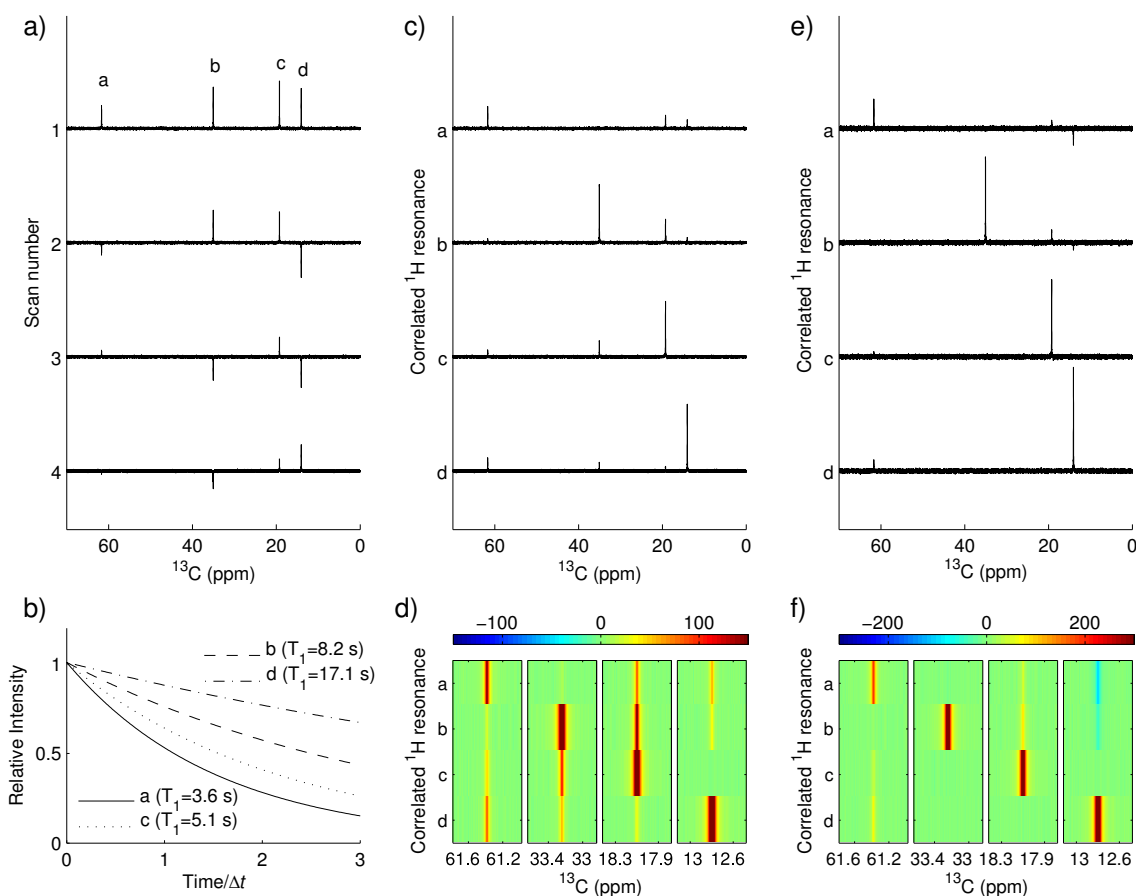 a)
a
b
c
d
1
2
3
4
Scan number
60
40
20
0
13C (ppm)
c)
a
b
c
d
Correlated 1H resonance
60
40
20
0
13C (ppm)
e)
a
b
c
d
Correlated 1H resonance
60
40
20
0
13C (ppm)
b)
1
0.5
0
Relative Intensity
b (T1=8.2 s)
d (T1=17.1 s)
a (T1=3.6 s)
c (T1=5.1 s)
0
1
2
3
Time/Δt
d)
−100
0
100
a
b
c
d
Correlated 1H resonance
61.6 61.2
33.4 33
18.3 17.9
13 12.6
13C (ppm)
f)
−200
0
200
a
b
c
d
Correlated 1H resonance
61.6 61.2
33.4 33
18.3 17.9
13 12.6
13C (ppm)